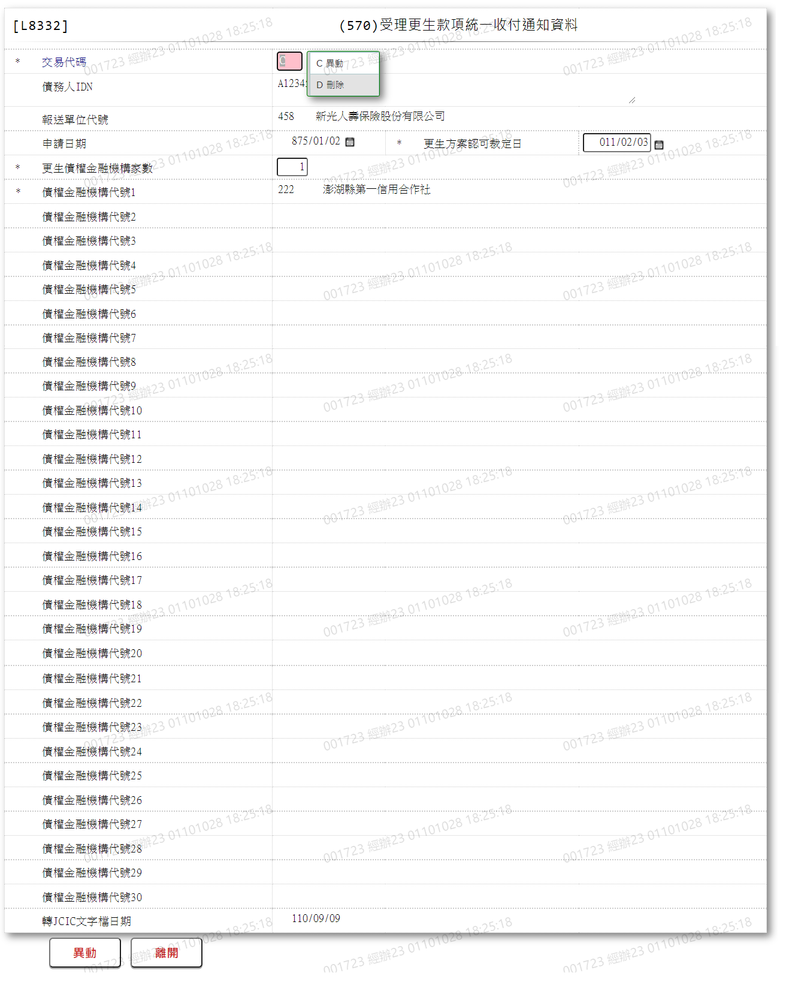 [L8332] (570)受理更生款項統一收付通知資料
* 交易代碼 C
C 異動
D 刪除
債務人IDN A1234
報送單位代號 458 新光人壽保險股份有限公司
申請日期 875/01/02 * 更生方案認可裁定日 011/02/03
* 更生債權金融機構家數 1
* 債權金融機構代號1 222 澎湖縣第一信用合作社
債權金融機構代號2
債權金融機構代號3
債權金融機構代號4
債權金融機構代號5
債權金融機構代號6
債權金融機構代號7
債權金融機構代號8
債權金融機構代號9
債權金融機構代號10
債權金融機構代號11
債權金融機構代號12
債權金融機構代號13
債權金融機構代號14
債權金融機構代號15
債權金融機構代號16
債權金融機構代號17
債權金融機構代號18
債權金融機構代號19
債權金融機構代號20
債權金融機構代號21
債權金融機構代號22
債權金融機構代號23
債權金融機構代號24
債權金融機構代號25
債權金融機構代號26
債權金融機構代號27
債權金融機構代號28
債權金融機構代號29
債權金融機構代號30
轉JCIC文字檔日期 110/09/09
異動 離開
001723 經辦23 01101028 18:25:18